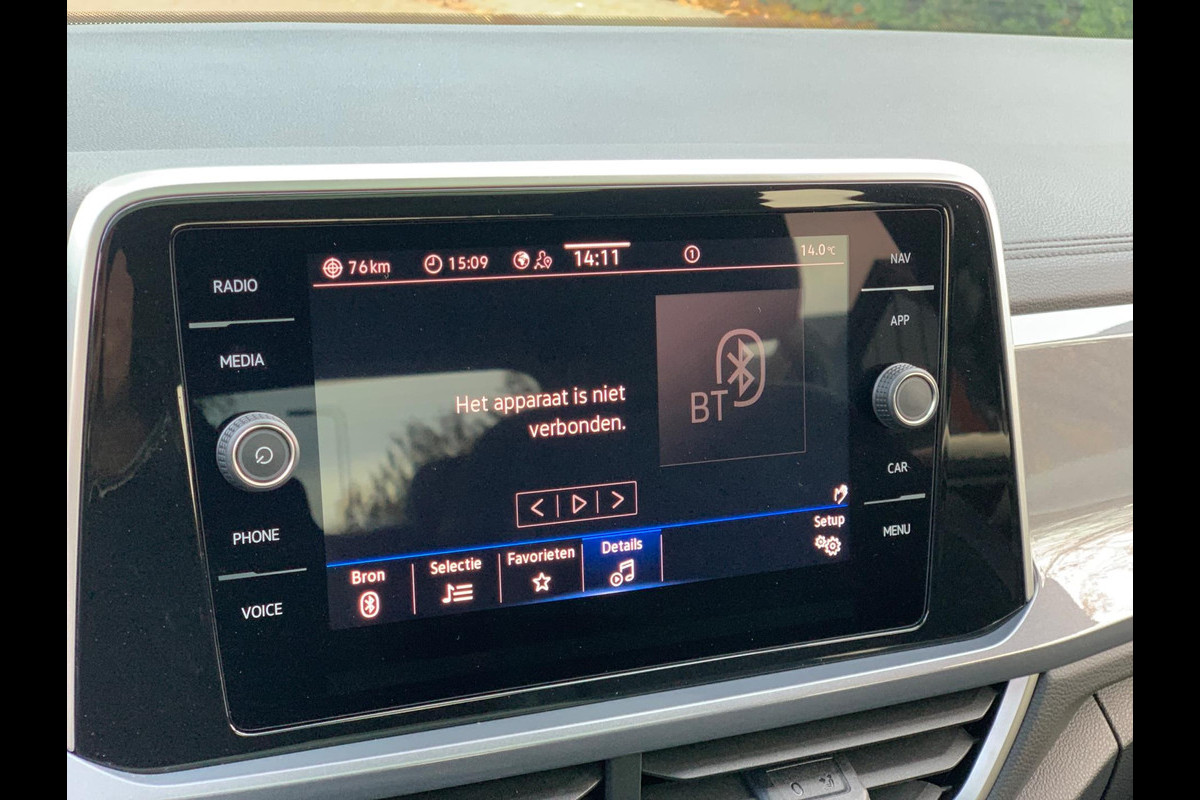 76km 15:09 14:11 1 14.0°C
RADIO
MEDIA
PHONE
VOICE
Het apparaat is niet
verbonden.
BT
Bron
Selectie
Favorieten
Details
Setup
NAV
APP
CAR
MENU